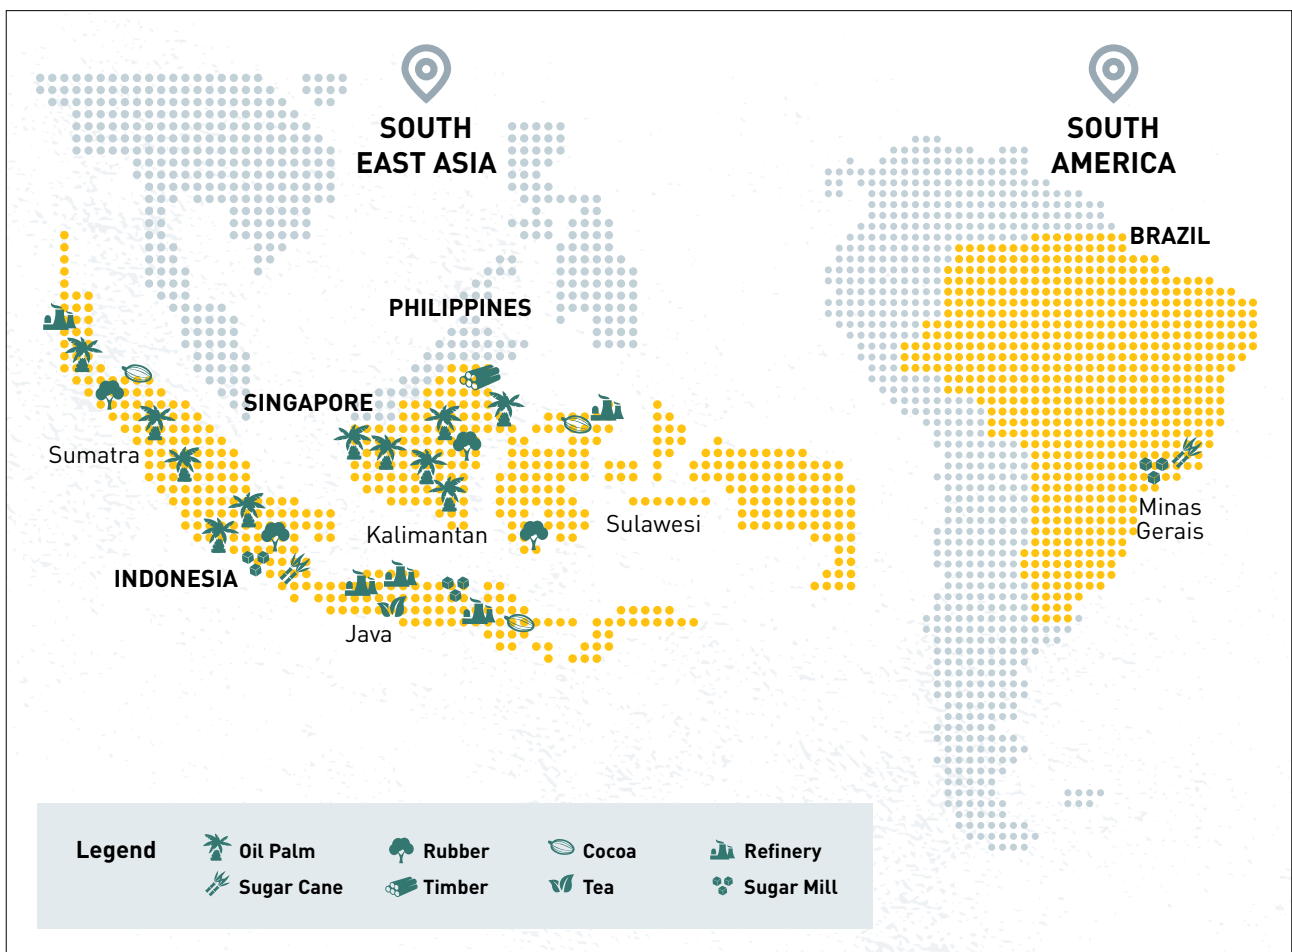 SOUTH
EAST ASIA
SOUTH
AMERICA
BRAZIL
PHILIPPINES
SINGAPORE
Sumatra
Kalimantan
Sulawesi
Minas
Gerais
INDONESIA
Java
Legend
Oil Palm
Rubber
Cocoa
Refinery
Sugar Cane
Timber
Tea
Sugar Mill